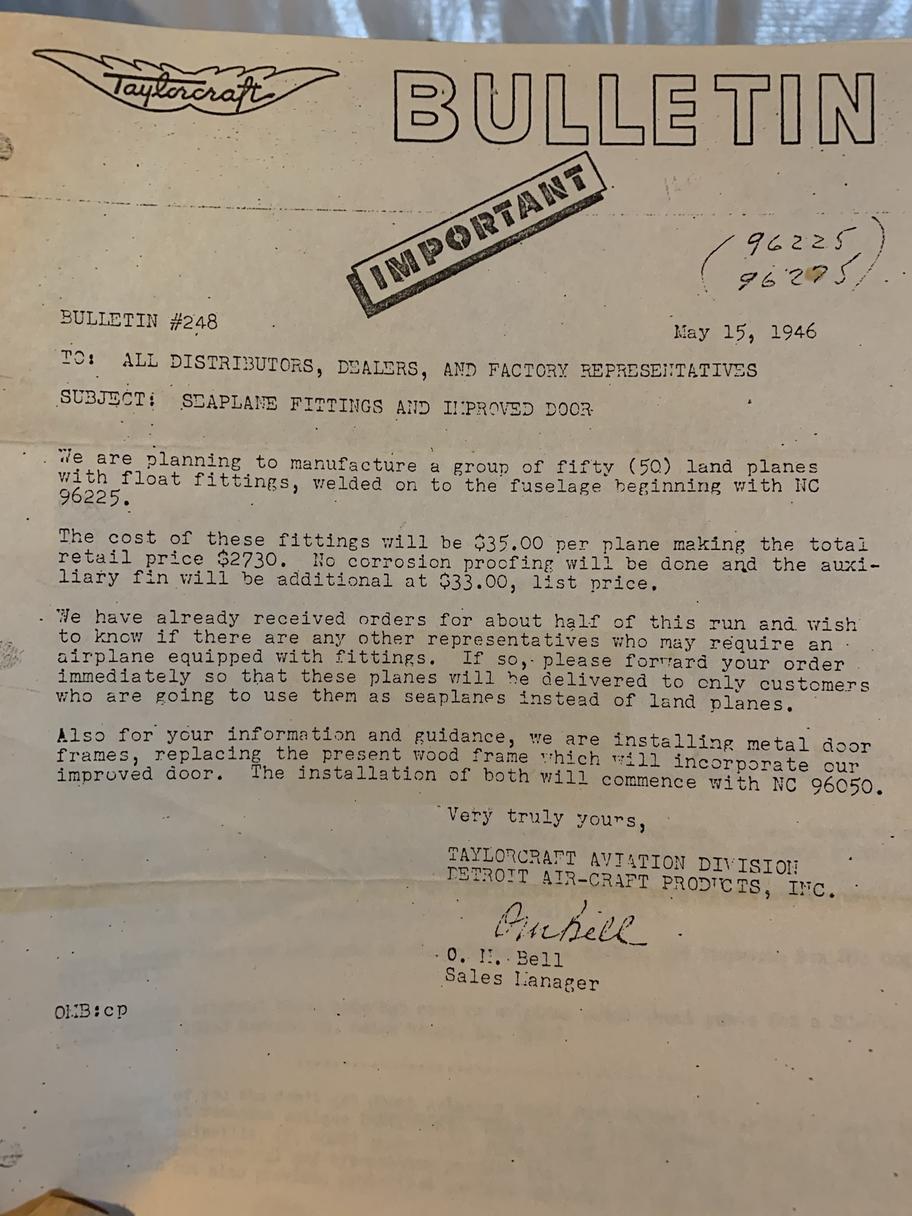 Taylorcraft
BULLETIN
IMPORTANT
(96225
96275)
BULLETIN #248
May 15, 1946
TO: ALL DISTRIBUTORS, DEALERS, AND FACTORY REPRESENTATIVES
SUBJECT: SEAPLANE FITTINGS AND IMPROVED DOOR
We are planning to manufacture a group of fifty (50) land planes
with float fittings, welded on to the fuselage beginning with NC
96225.
The cost of these fittings will be $35.00 per plane making the total
retail price $2730. No corrosion proofing will be done and the auxi-
liary fin will be additional at $33.00, list price.
We have already received orders for about half of this run and wish
to know if there are any other representatives who may require an
airplane equipped with fittings. If so, please forward your order
immediately so that these planes will be delivered to only customers
who are going to use them as seaplanes instead of land planes.
Also for your information and guidance, we are installing metal door
frames, replacing the present wood frame which will incorporate our
improved door. The installation of both will commence with NC 96050.
Very truly yours,
TAYLORCRAFT AVIATION DIVISION
DETROIT AIR-CRAFT PRODUCTS, INC.
OM Bell
O. M. Bell
Sales Manager
OMB:cp